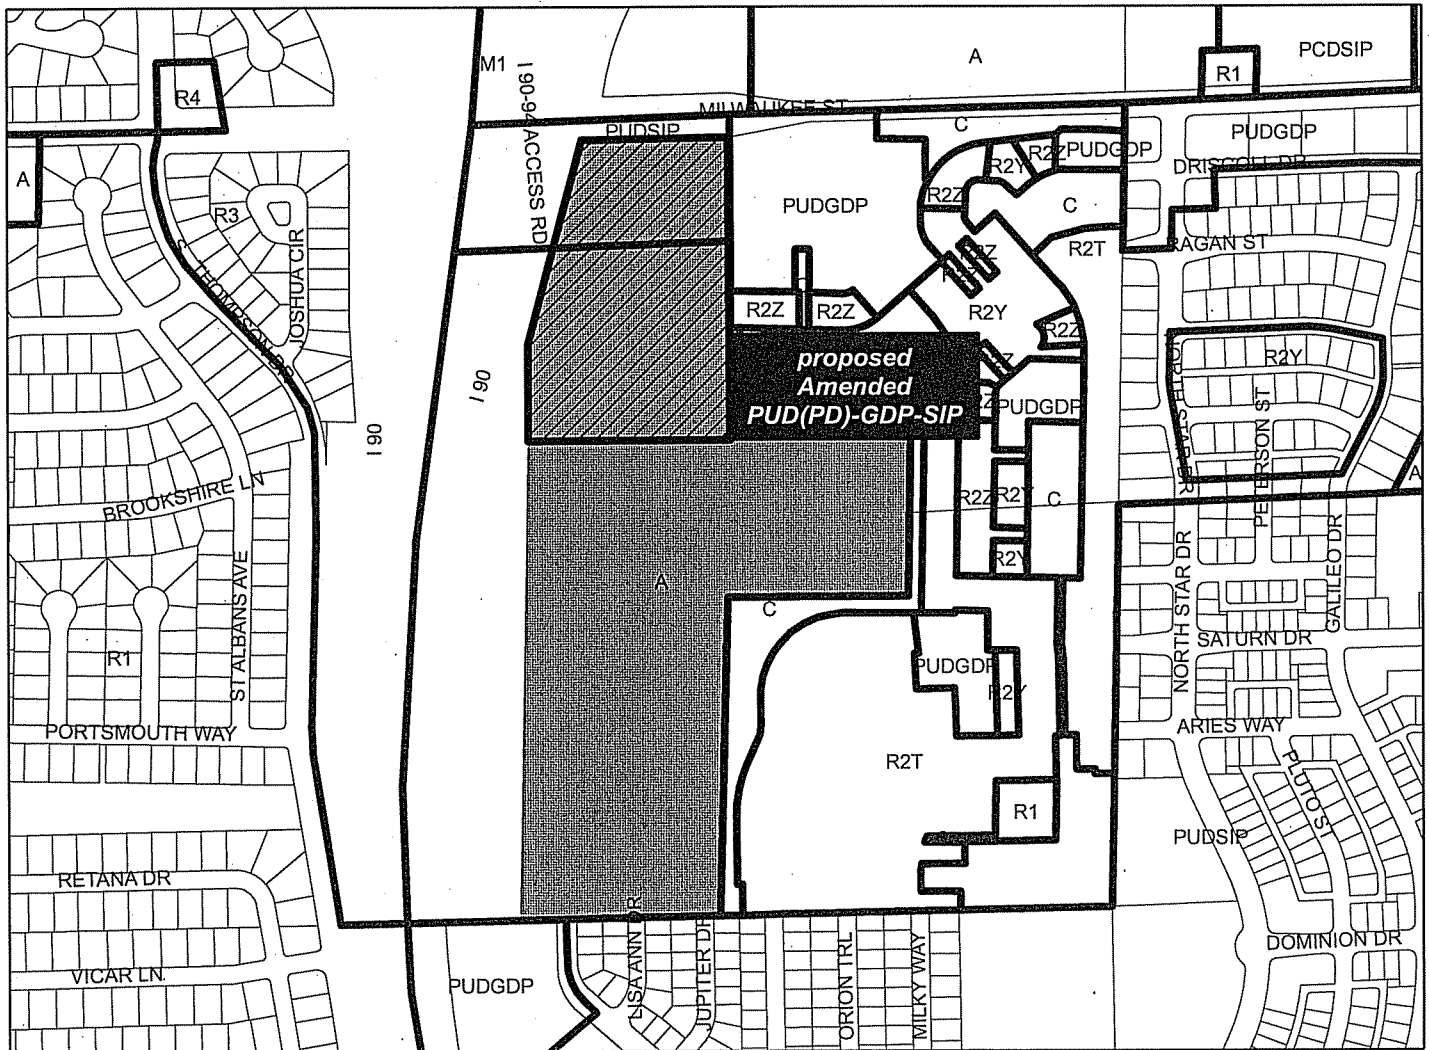 M1
A
PCDSIP
R1
R4
I 90-94 ACCESS RD
MILWAUKEE ST
PUDSIP
C
R2Y
R2Z
PUDGDP
PUDGDP
DRISCOLL DR
A
R3
JOSHUA CIR
S THOMPSON DR
PUDGDP
R2Z
C
R2T
RAGAN ST
R2Z
R2Z
R2Y
R2Z
R2Z
R2Y
proposed
Amended
PUD(PD)-GDP-SIP
PUDGDP
I 90
I 90
NORTH STAR DR
PETERSON ST
A
BROOKSHIRE LN
R2Z
R2Y
C
R2Y
ST ALBANS AVE
A
C
NORTH STAR DR
GALILEO DR
SATURN DR
R1
PUDGDP
R2Y
PORTSMOUTH WAY
ARIES WAY
R2T
PLUTO ST
R1
PUDSIP
RETANA DR
VICAR LN
PUDGDP
LISA ANN DR
JUPITER DR
ORION TRL
MILKY WAY
DOMINION DR